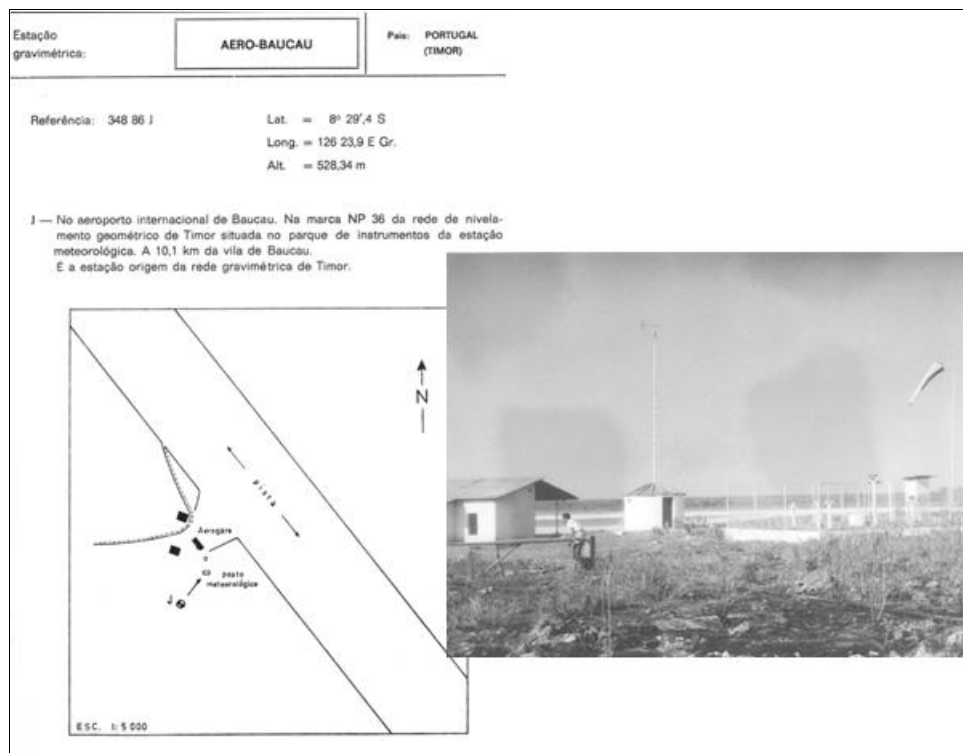 Estação
gravimétrica:
AERO-BAUCAU
País: PORTUGAL
(TIMOR)
Referência: 348 86 J
Lat. = 8º 29',4 S
Long. = 126 23,9 E Gr.
Alt. = 528,34 m
J — No aeroporto internacional de Baucau. Na marca NP 36 da rede de nivela-
mento geométrico de Timor situada no parque de instrumentos da estação
meteorológica. A 10,1 km da vila de Baucau.
É a estação origem da rede gravimétrica de Timor.
N
pista
Aerogare
posto
meteorológico
J
ESC. 1:5 000